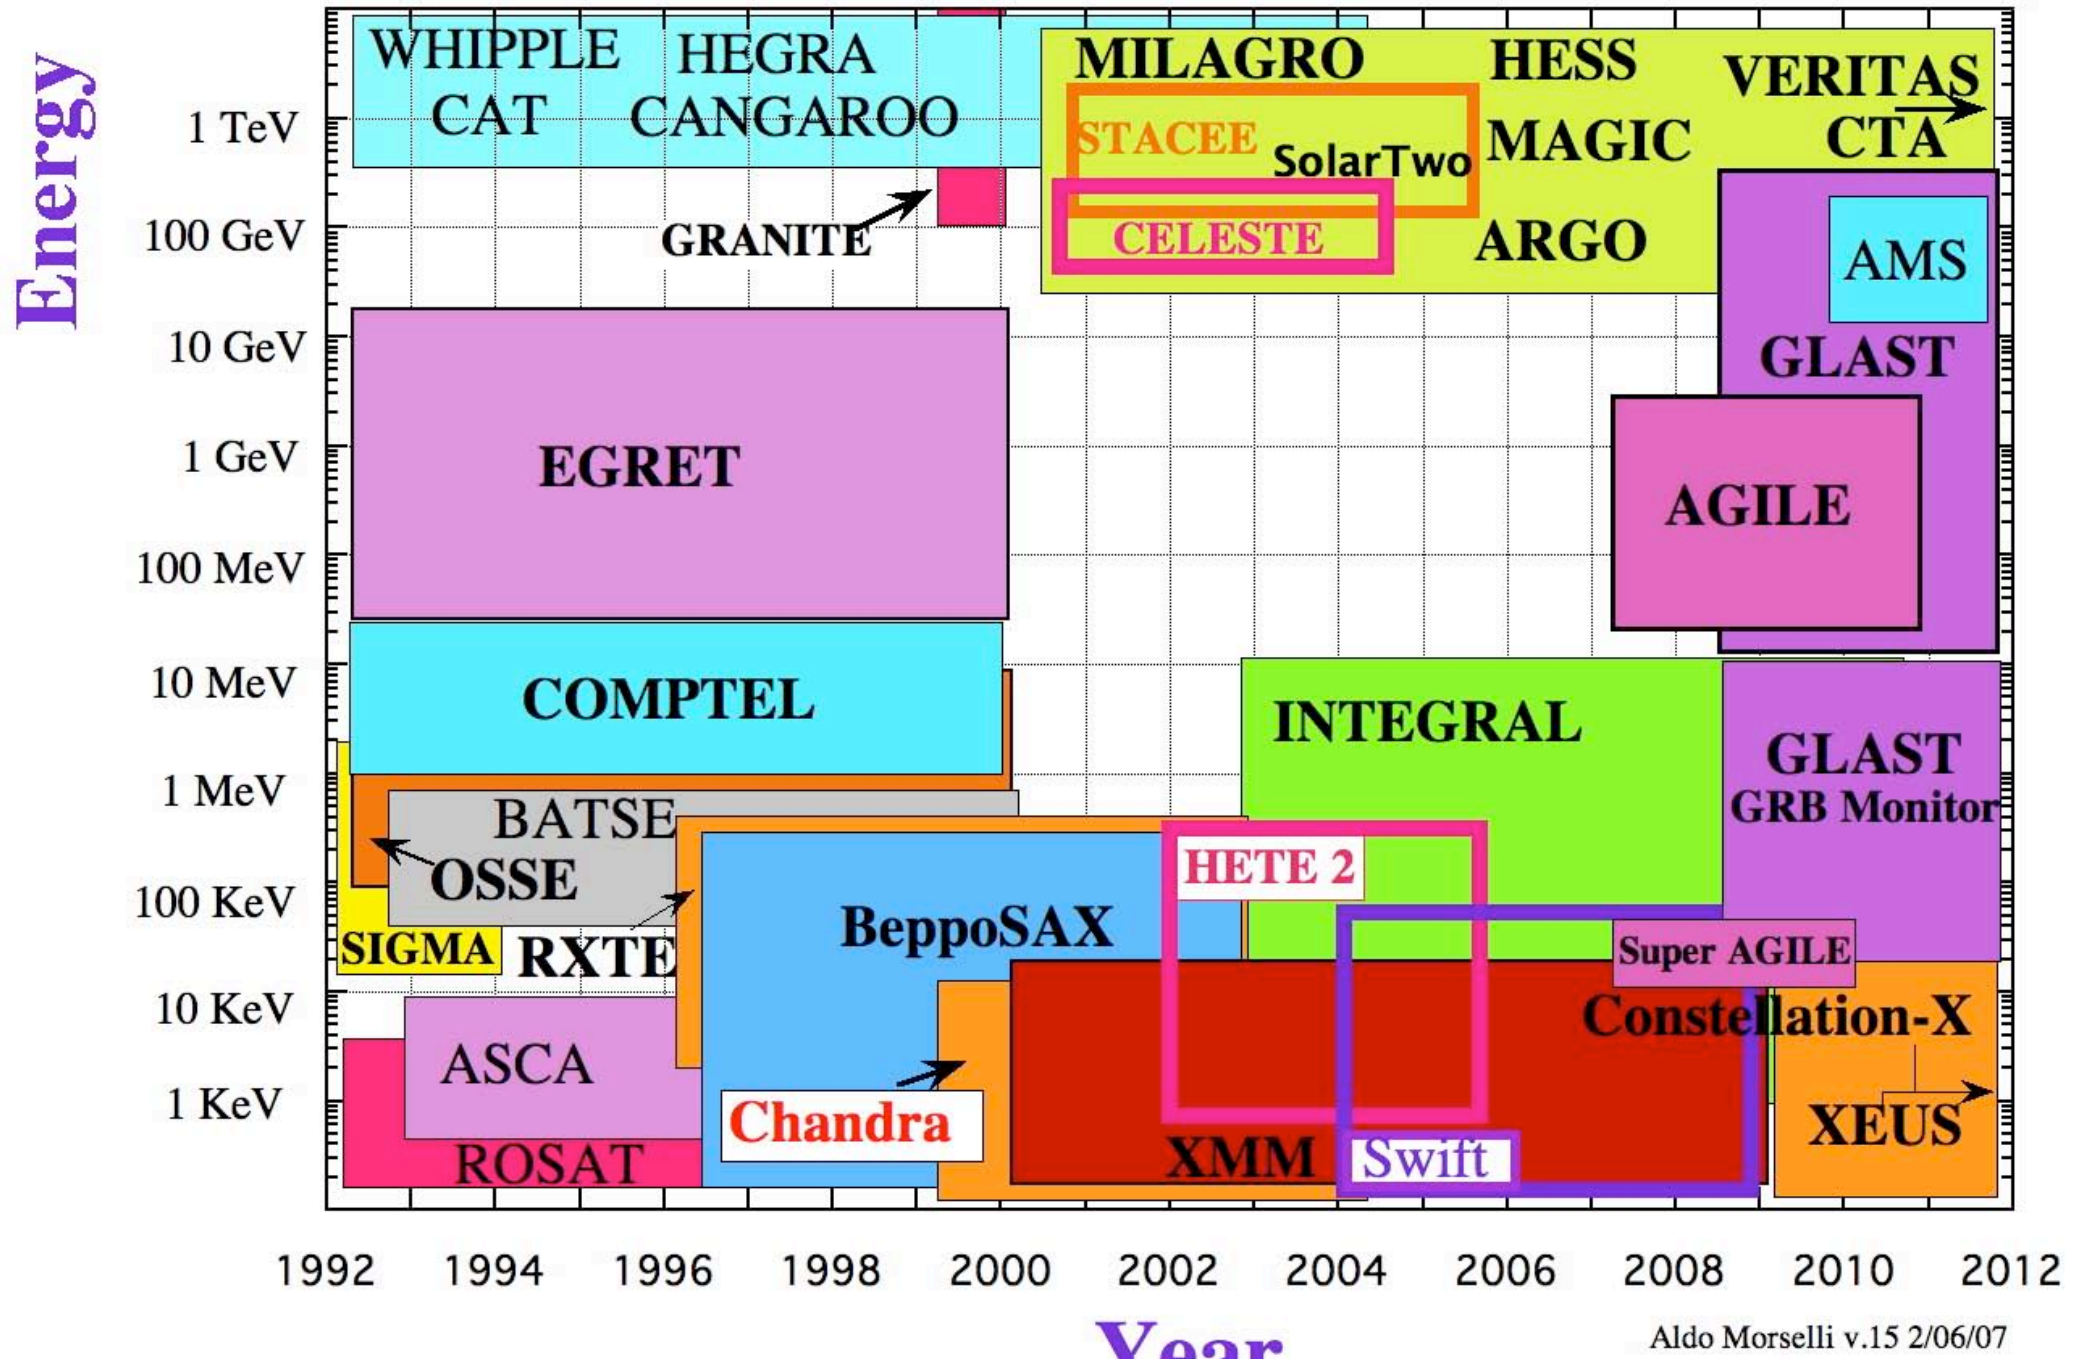 Energy
1 TeV
100 GeV
10 GeV
1 GeV
100 MeV
10 MeV
1 MeV
100 KeV
10 KeV
1 KeV
WHIPPLE HEGRA
CAT CANGAROO
GRANITE
MILAGRO HESS VERITAS
STACEE SolarTwo MAGIC CTA
CELESTE ARGO
AMS
GLAST
EGRET
AGILE
COMPTEL
INTEGRAL
GLAST
GRB Monitor
BATSE
OSSE
HETE 2
SIGMA
RXTE
BeppoSAX
Super AGILE
Constellation-X
ASCA
Chandra
XEUS
ROSAT
XMM
Swift
1992 1994 1996 1998 2000 2002 2004 2006 2008 2010 2012
Year
Aldo Morselli v.15 2/06/07